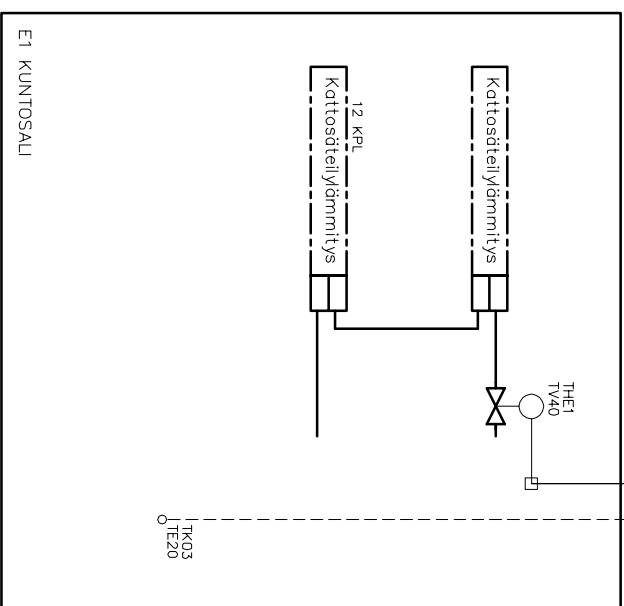 E1 KUNTOSALI
Kattosäteilylämmitys
12 KPL
Kattosäteilylämmitys
THE1
TV40
TK03
TE20